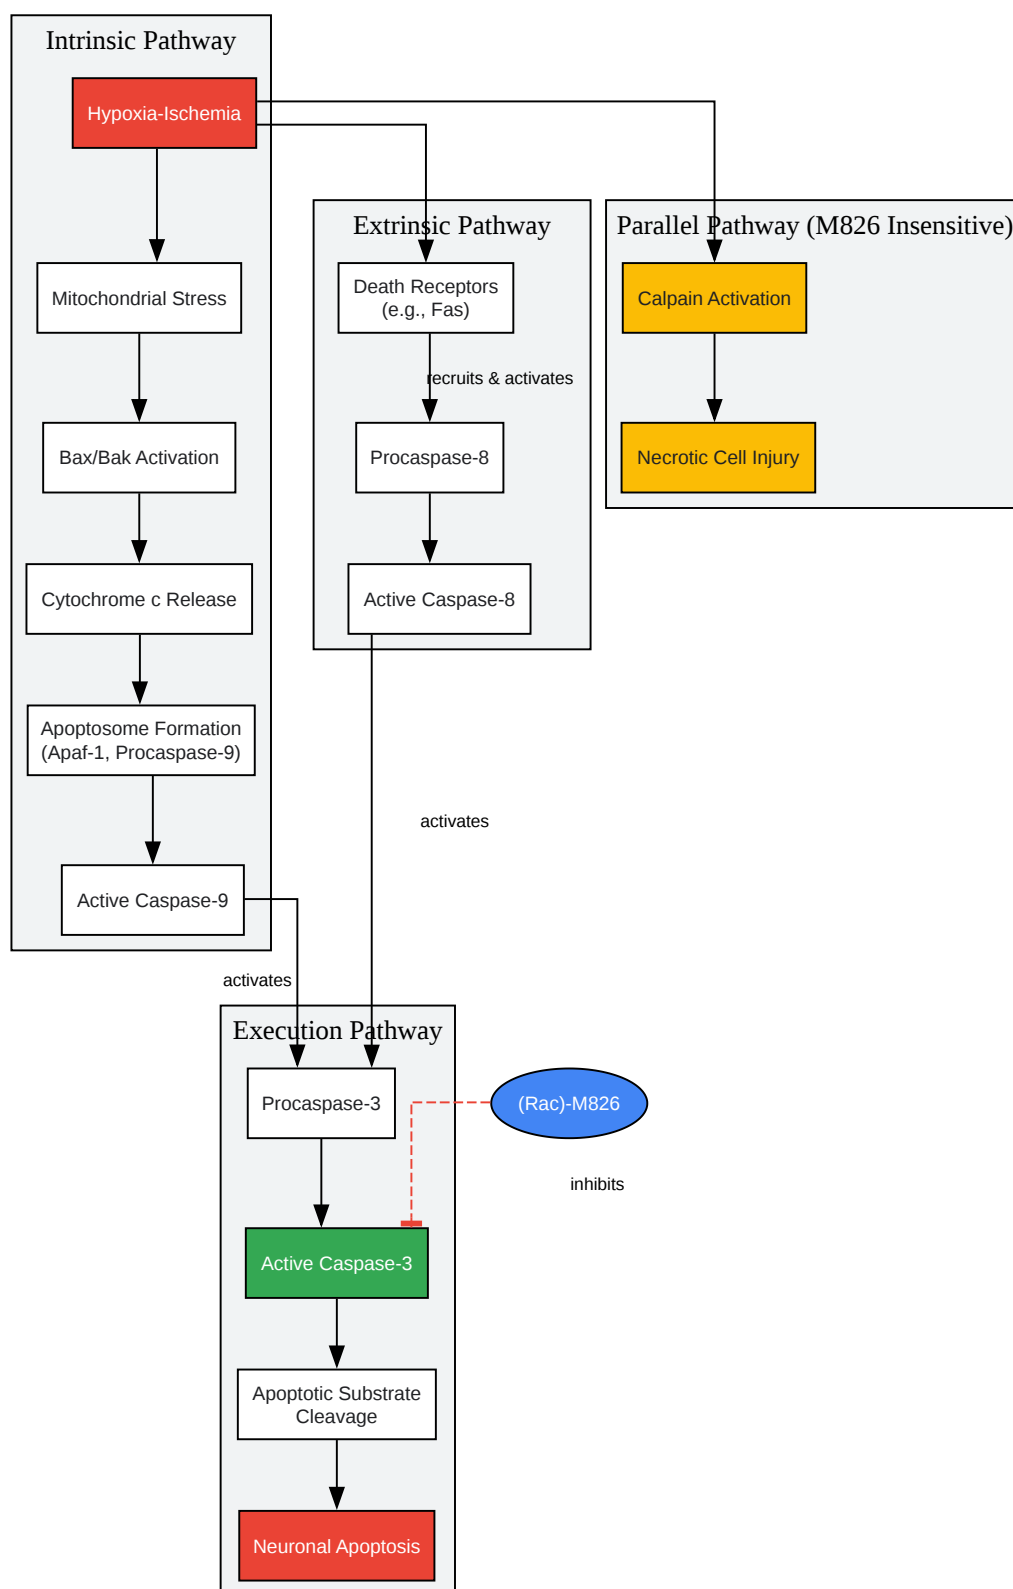 Intrinsic Pathway
Hypoxia-Ischemia
Mitochondrial Stress
Bax/Bak Activation
Cytochrome c Release
Apoptosome Formation
(Apaf-1, Procaspase-9)
Active Caspase-9
activates
Extrinsic Pathway
Death Receptors
(e.g., Fas)
recruits & activates
Procaspase-8
Active Caspase-8
activates
Parallel Pathway (M826 Insensitive)
Calpain Activation
Necrotic Cell Injury
Execution Pathway
Procaspase-3
(Rac)-M826
inhibits
Active Caspase-3
Apoptotic Substrate
Cleavage
Neuronal Apoptosis